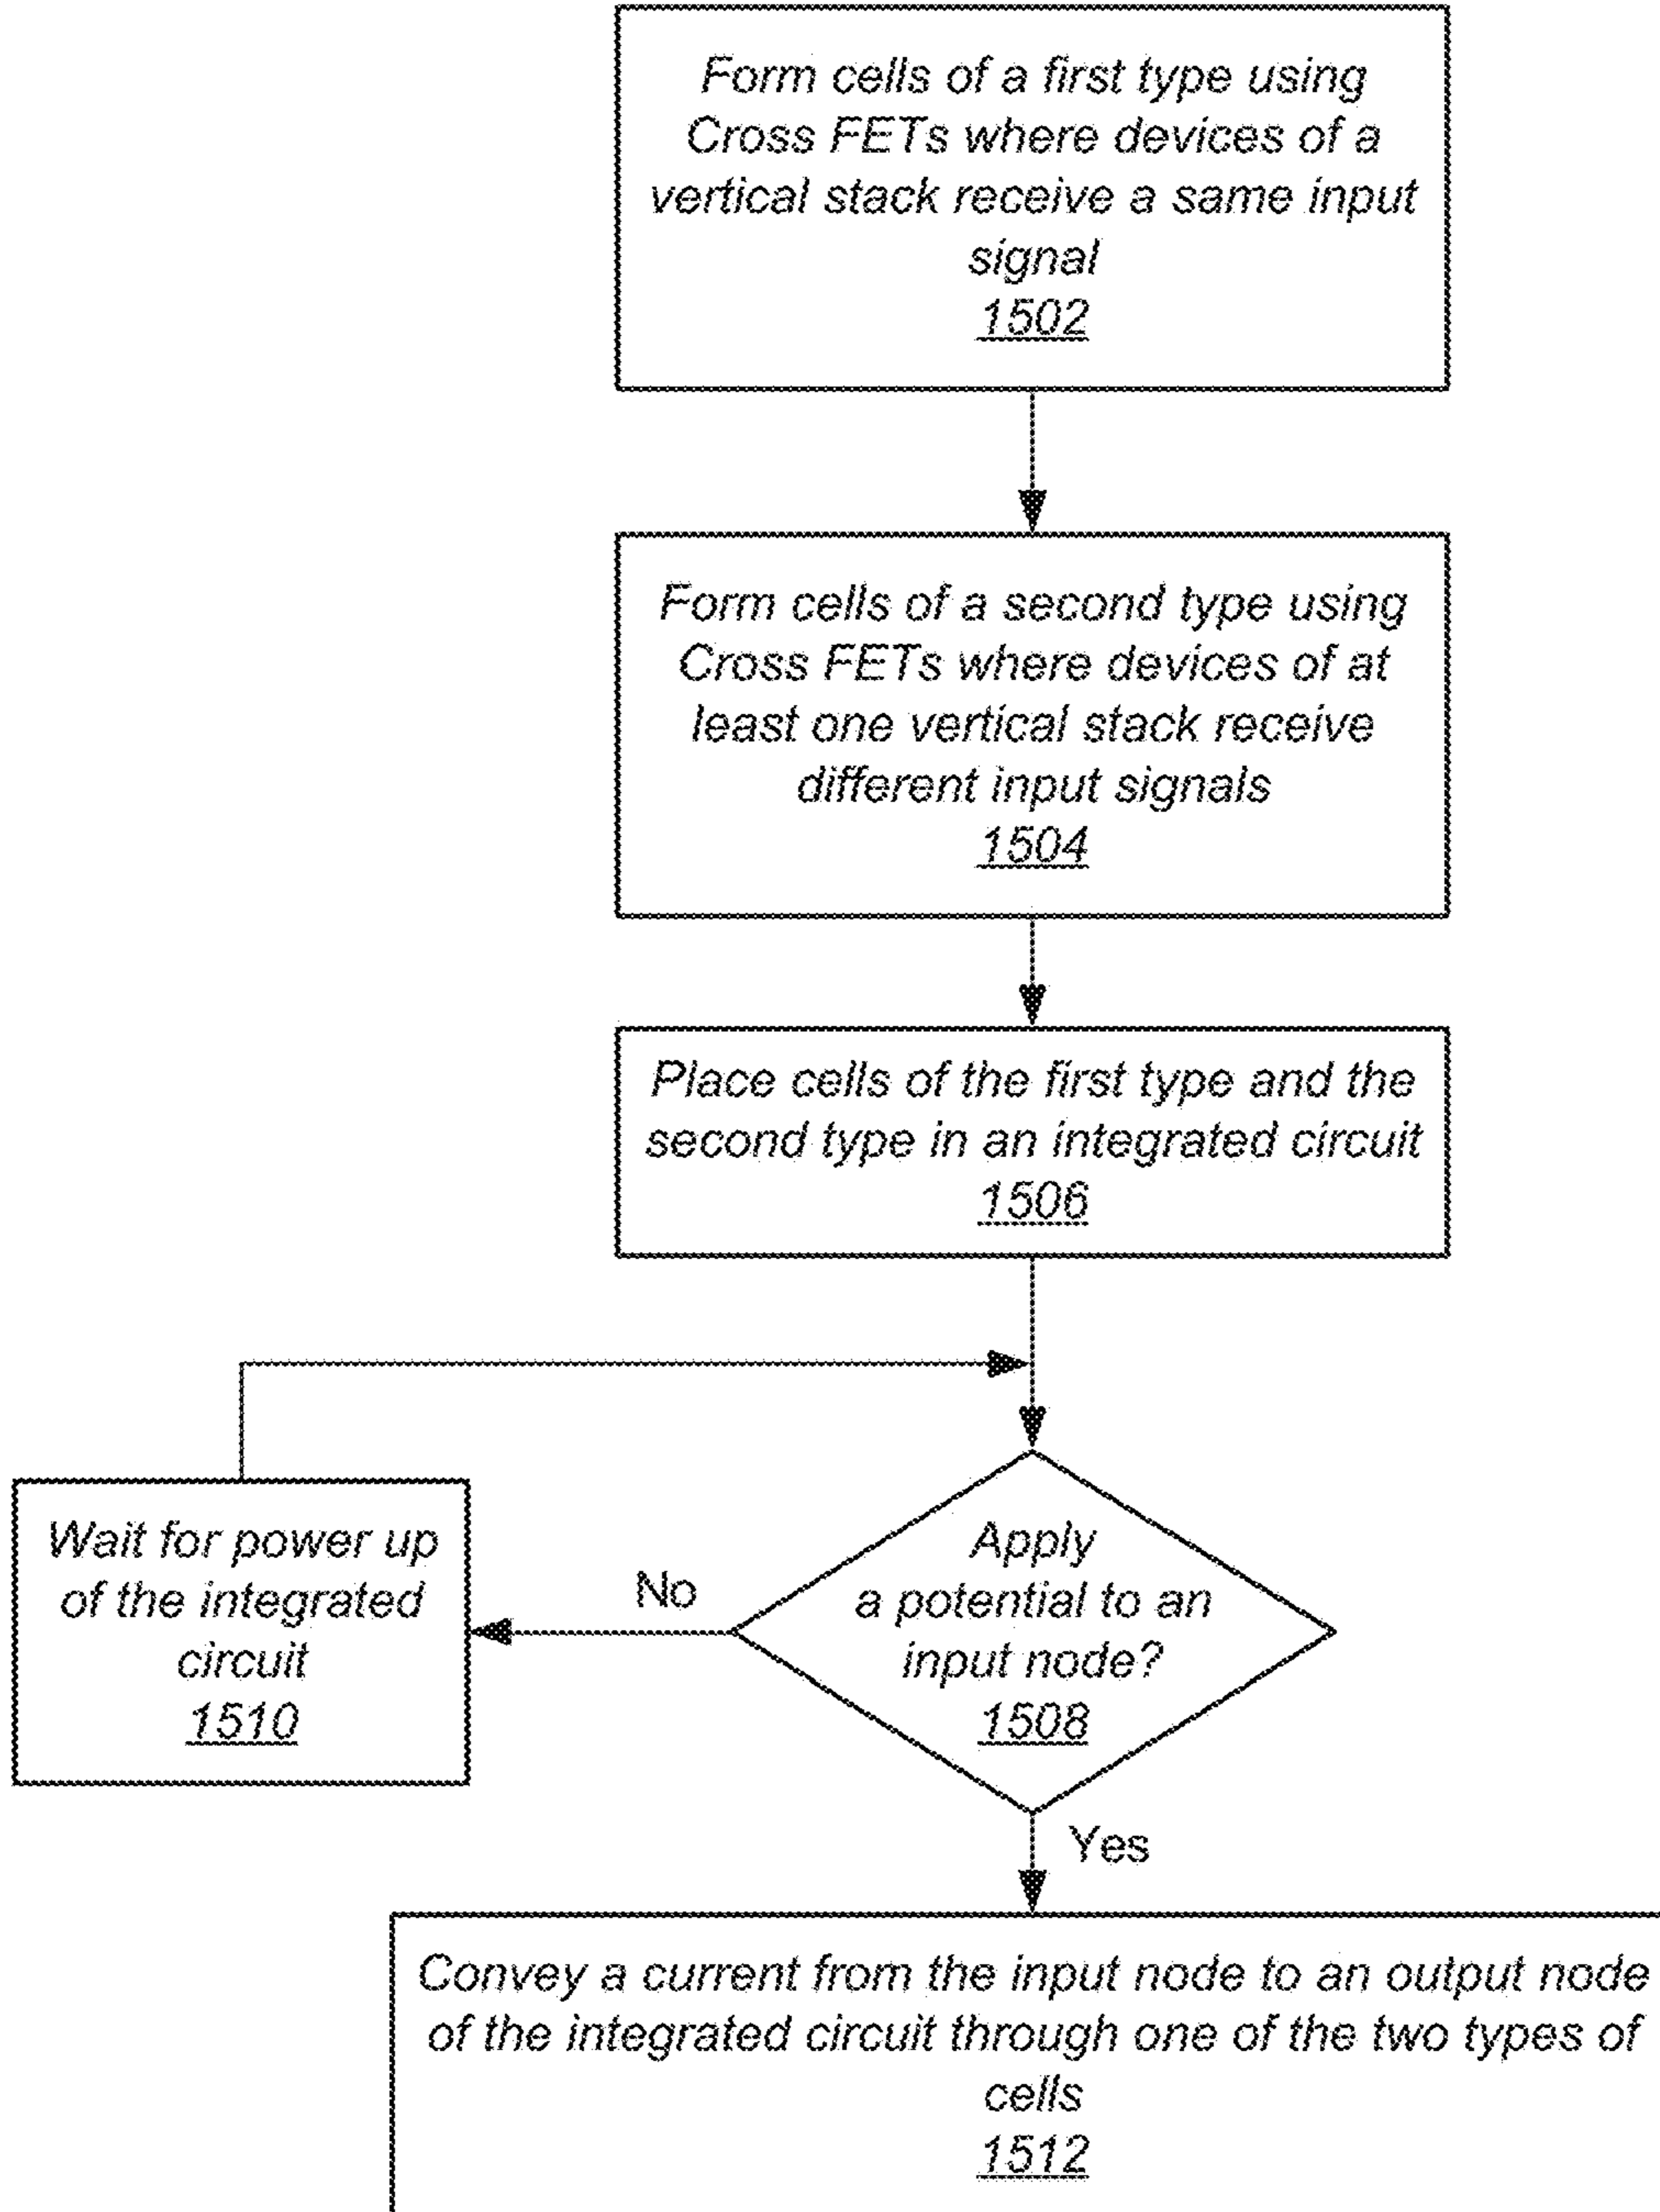 Form cells of a first type using
Cross FETs where devices of a
vertical stack receive a same input
signal
1502
Form cells of a second type using
Cross FETs where devices of at
least one vertical stack receive
different input signals
1504
Place cells of the first type and the
second type in an integrated circuit
1506
Apply
a potential to an
input node?
1508
No
Wait for power up
of the integrated
circuit
1510
Yes
Convey a current from the input node to an output node
of the integrated circuit through one of the two types of
cells
1512